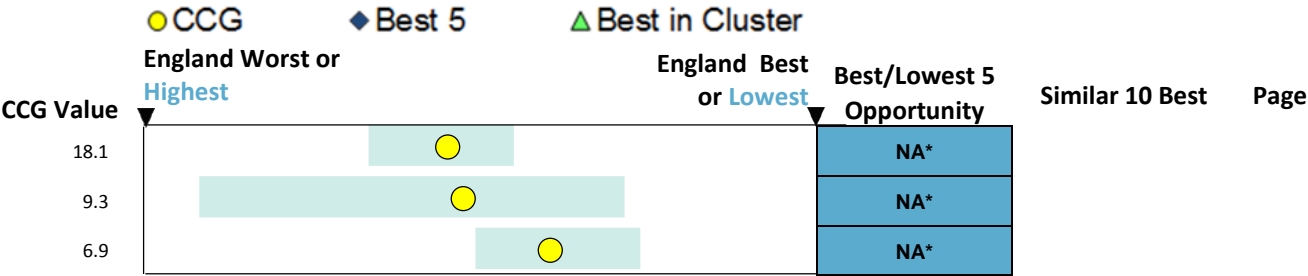 CCG Best 5 Best in Cluster
England Worst or
Highest
England Best
or Lowest
Best/Lowest 5
Opportunity
Similar 10 Best
Page
CCG Value
18.1 NA*
9.3 NA*
6.9 NA*